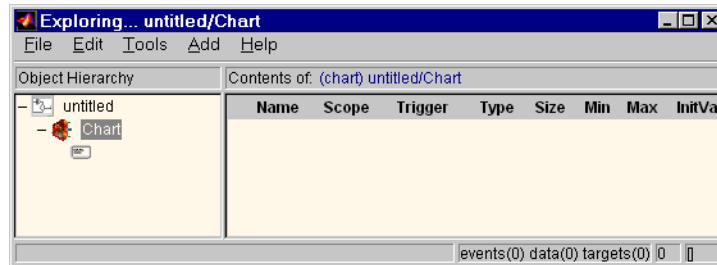 Exploring... untitled/Chart
File Edit Tools Add Help
Object Hierarchy Contents of: (chart) untitled/Chart
untitled Name Scope Trigger Type Size Min Max InitVa
Chart
events(0) data(0) targets(0) 0 []